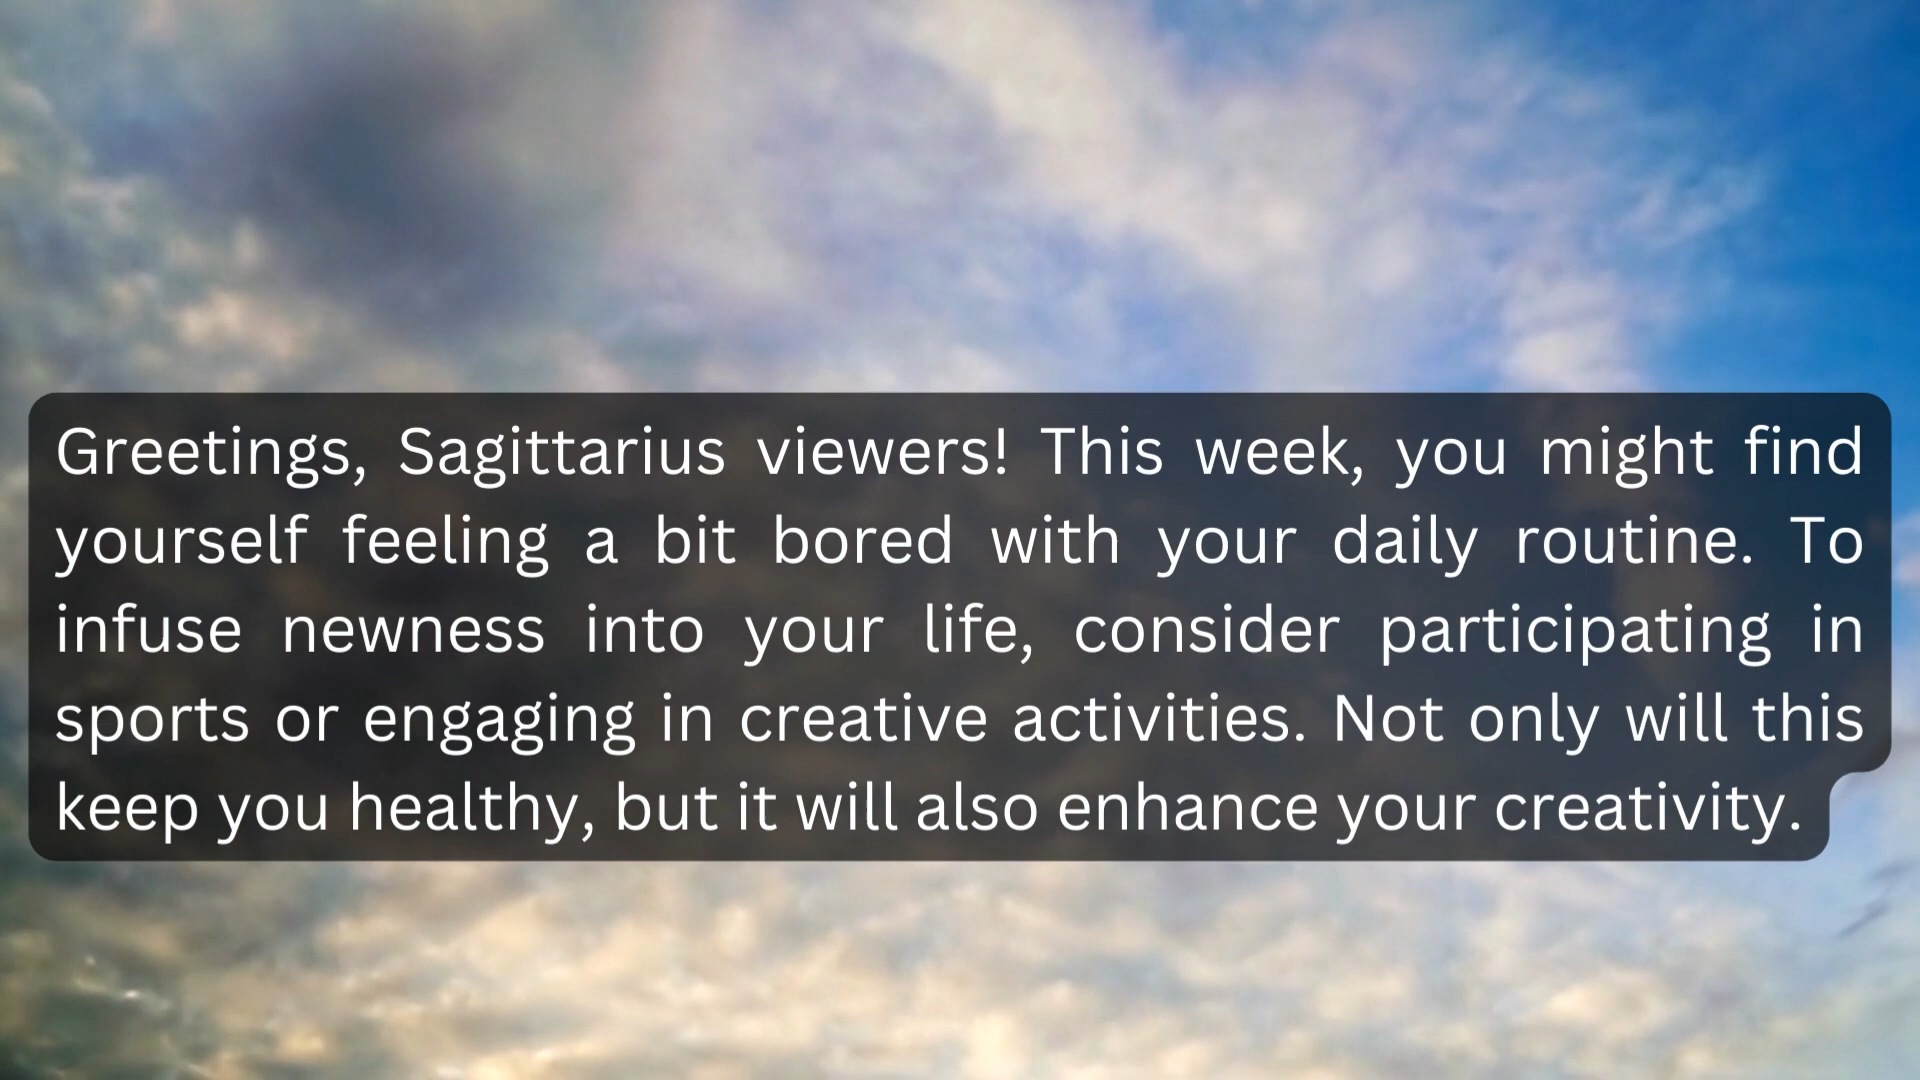 Greetings, Sagittarius viewers! This week, you might find
yourself feeling a bit bored with your daily routine. To
infuse newness into your life, consider participating in
sports or engaging in creative activities. Not only will this
keep you healthy, but it will also enhance your creativity.